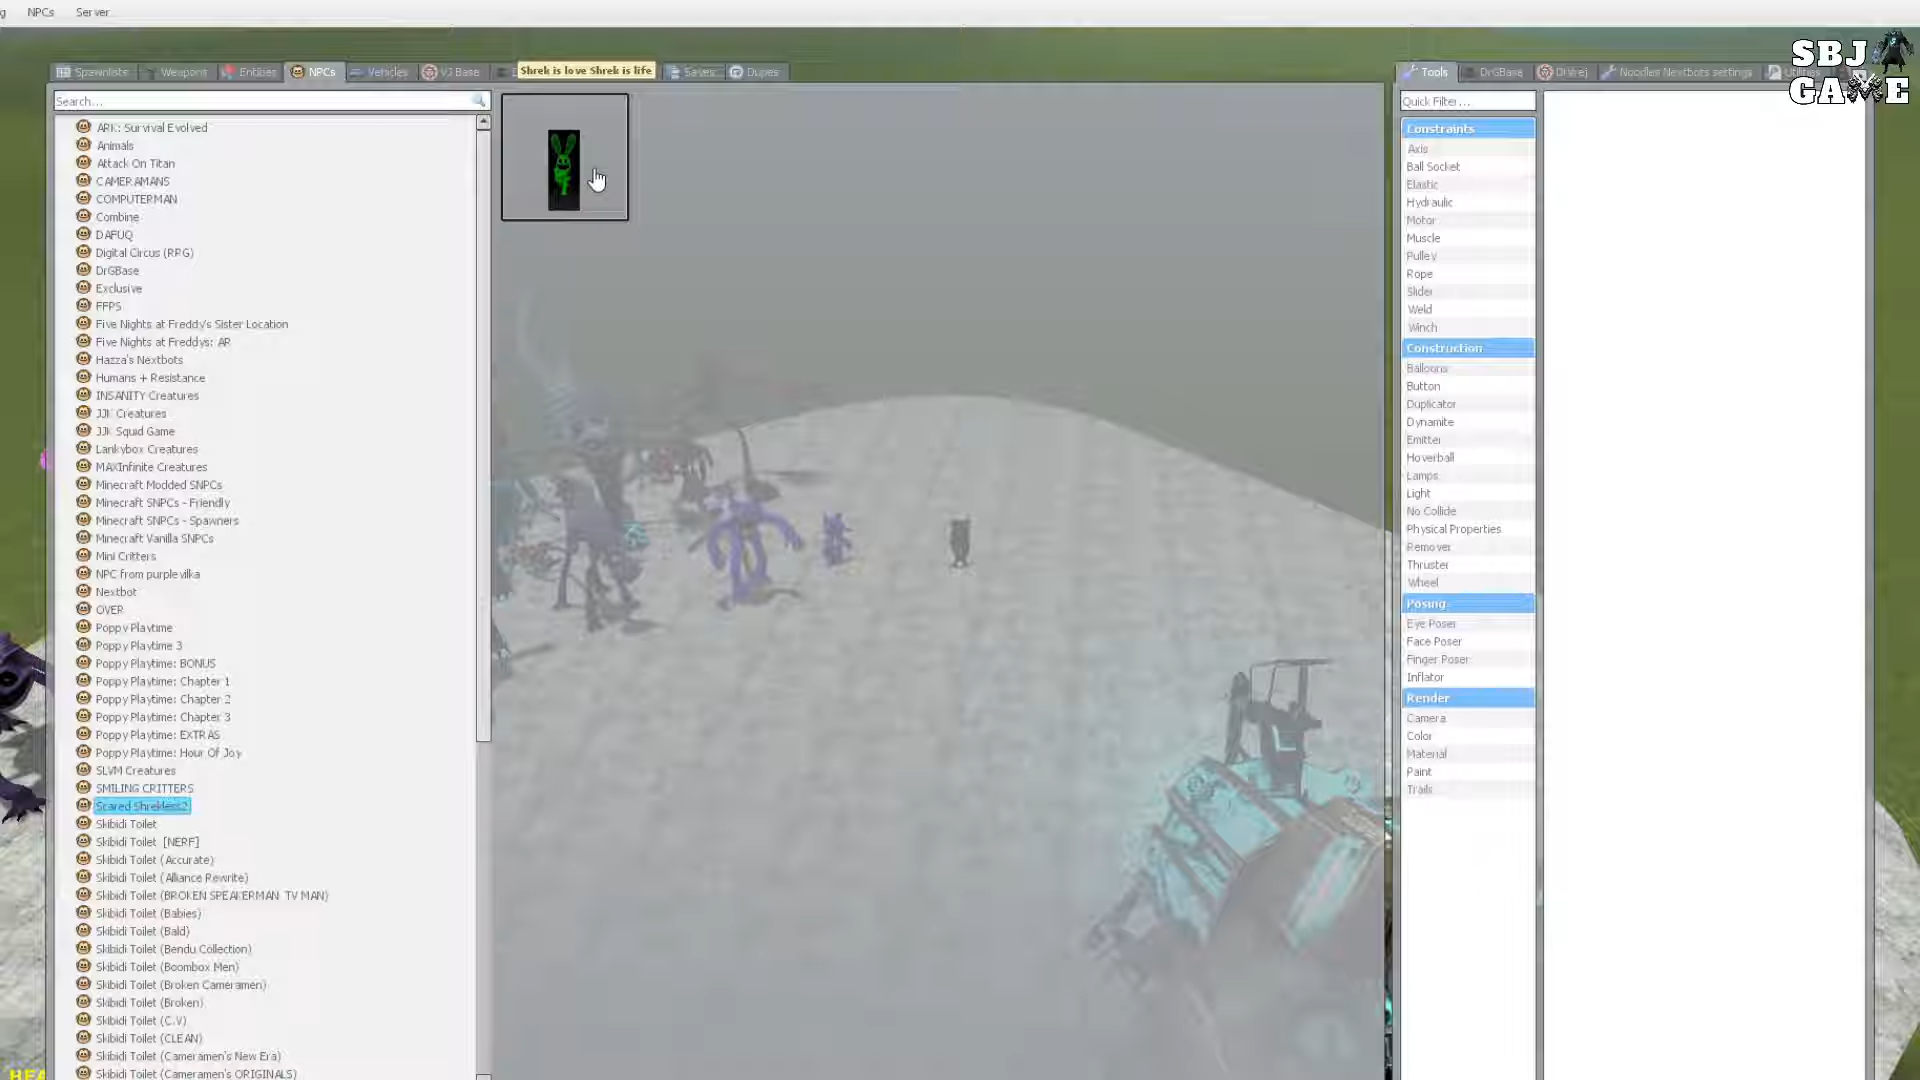 NPCs Server
Spawnlists Weapons Entities NPCs Vehicles VJ Base Shrek is love Shrek is life Saves Dupes
Search...
ARK: Survival Evolved
Animals
Attack On Titan
CAMERAMANS
COMPUTERMAN
Combine
DAFUQ
Digital Circus (RPG)
DrGBase
Exclusive
FFPS
Five Nights at Freddy's Sister Location
Five Nights at Freddys: AR
Hazza's Nextbots
Humans + Resistance
INSANITY Creatures
JJK Creatures
JJK Squid Game
Lankybox Creatures
MAXInfinite Creatures
Minecraft Modded SNPCs
Minecraft SNPCs - Friendly
Minecraft SNPCs - Spawners
Minecraft Vanilla SNPCs
Mini Critters
NPC from purplevilka
Nextbot
OVER
Poppy Playtime
Poppy Playtime 3
Poppy Playtime: BONUS
Poppy Playtime: Chapter 1
Poppy Playtime: Chapter 2
Poppy Playtime: Chapter 3
Poppy Playtime: EXTRAS
Poppy Playtime: Hour Of Joy
SLVM Creatures
SMILING CRITTERS
Scared Shrekless2
Skibidi Toilet
Skibidi Toilet [NERF]
Skibidi Toilet (Accurate)
Skibidi Toilet (Alliance Rewrite)
Skibidi Toilet (BROKEN SPEAKERMAN TV MAN)
Skibidi Toilet (Babies)
Skibidi Toilet (Bald)
Skibidi Toilet (Bendu Collection)
Skibidi Toilet (Boombox Men)
Skibidi Toilet (Broken Cameramen)
Skibidi Toilet (Broken)
Skibidi Toilet (C.V)
Skibidi Toilet (CLEAN)
Skibidi Toilet (Cameramen's New Era)
Skibidi Toilet (Cameramen's ORIGINALS)
Tools DrGBase DrVrej Noodles Nextbots settings Utilities
Quick Filter...
Constraints
Axis
Ball Socket
Elastic
Hydraulic
Motor
Muscle
Pulley
Rope
Slider
Weld
Winch
Construction
Balloons
Button
Duplicator
Dynamite
Emitter
Hoverball
Lamps
Light
No Collide
Physical Properties
Remover
Thruster
Wheel
Posing
Eye Poser
Face Poser
Finger Poser
Inflator
Render
Camera
Color
Material
Paint
Trails
SBJ
GAME